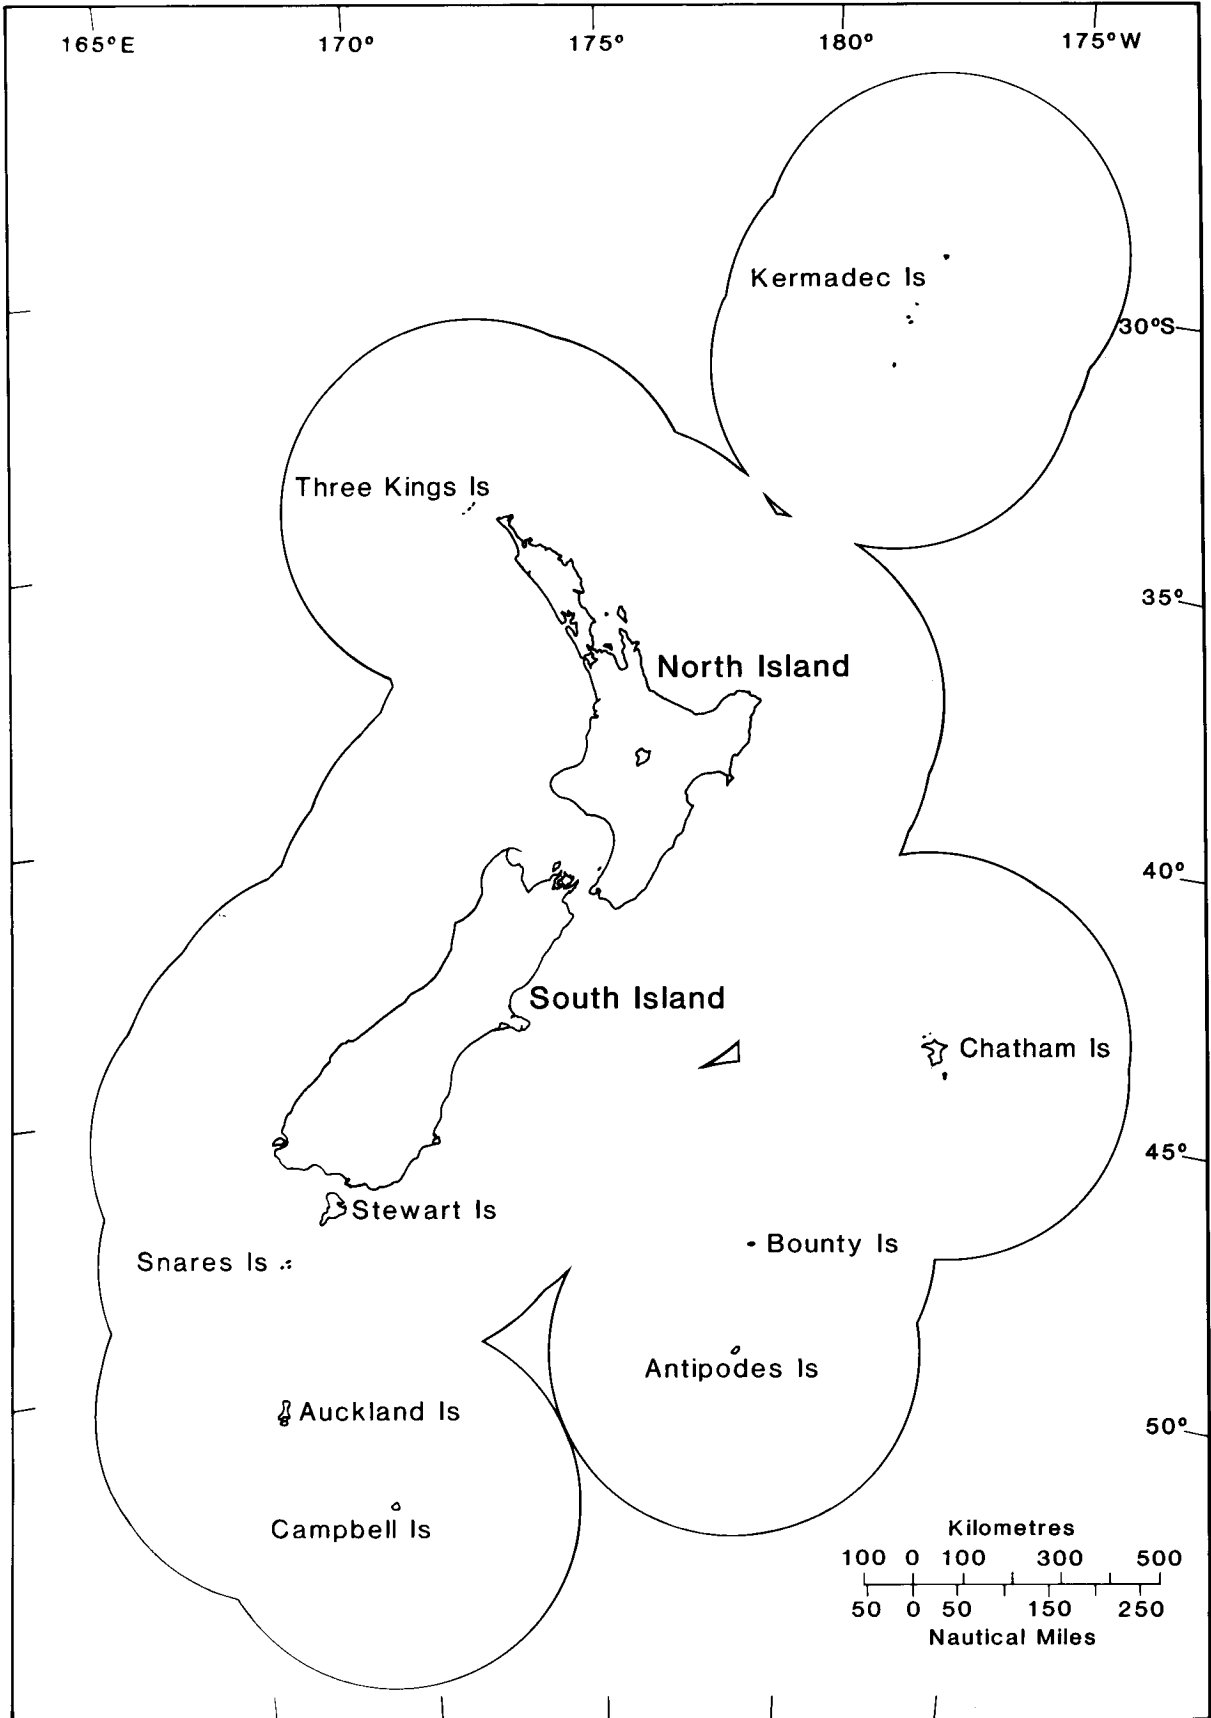 165°E 170° 175° 180° 175°W
Kermadec Is
30°S
Three Kings Is
35°
North Island
40°
South Island
Chatham Is
45°
Stewart Is
Bounty Is
Snares Is
Antipodes Is
Auckland Is
50°
Campbell Is
Kilometres
100 0 100 300 500
50 0 50 150 250
Nautical Miles